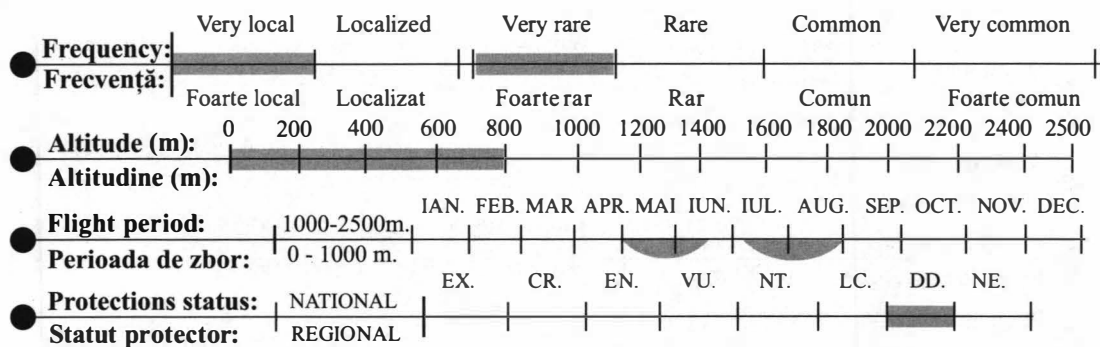 Very local Localized Very rare Rare Common Very common
Frequency:
Frecvență:
Foarte local Localizat Foarte rar Rar Comun Foarte comun
0 200 200 600 800 1000 1200 1400 1600 1800 2000 2200 2400 2500
Altitude (m):
Altitudine (m):
IAN. FEB. MAR APR. MAI IUN. IUL. AUG. SEP. OCT. NOV. DEC.
Flight period: 1000-2500m.
Perioada de zbor: 0 - 1000 m.
EX. CR. EN. VU. NT. LC. DD. NE.
Protections status: NATIONAL
Statut protector: REGIONAL